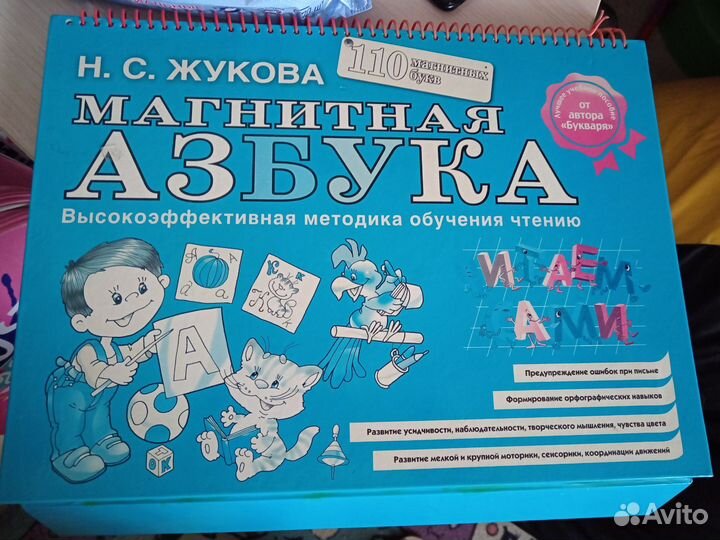 Н. С. ЖУКОВА
110 МАГНИТНЫХ
БУКВ
МАГНИТНАЯ
АЗБУКА
Лучшее учебное пособие
от
автора
«Букваря»
Высокоэффективная методика обучения чтению
А а
А а
К к
К к
А
ИГРАЕМ
САМИ
Предупреждение ошибок при письме
Формирование орфографических навыков
Развитие усидчивости, наблюдательности, творческого мышления, чувства цвета
Развитие мелкой и крупной моторики, сенсорики, координации движений
Т
О К
Avito